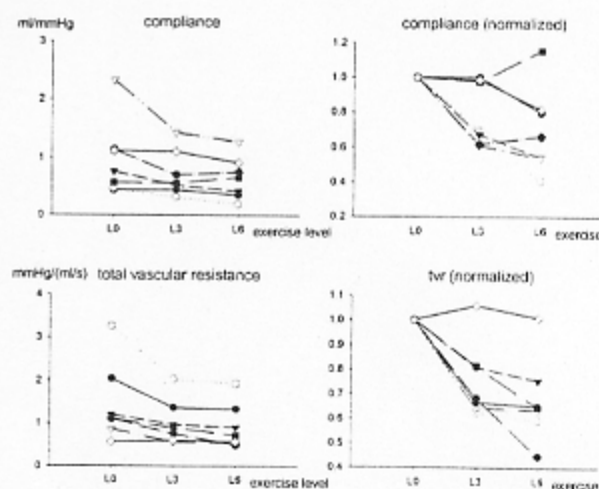 ml/mmHg compliance
3
2
1
0
L0 L3 L6 exercise level
compliance (normalized)
1.2
1.0
0.8
0.6
0.4
0.2
L0 L3 L6 exercise
mmHg/(ml/s) total vascular resistance
4
3
2
1
0
L0 L3 L6 exercise level
tvr (normalized)
1.1
1.0
0.9
0.8
0.7
0.6
0.5
0.4
L0 L3 L6 exercise